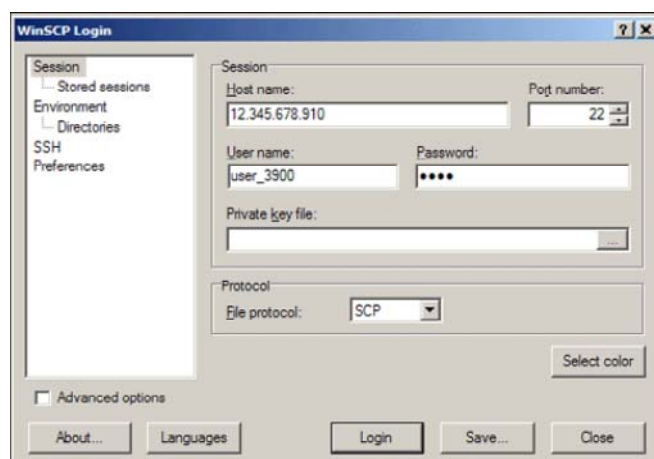 WinSCP Login
Session
Stored sessions
Environment
Directories
SSH
Preferences
Session
Host name:
Port number:
12.345.678.910
22
User name:
Password:
user_3900
••••
Private key file:
...
Protocol
File protocol:
SCP
Select color
Advanced options
About...
Languages
Login
Save...
Close